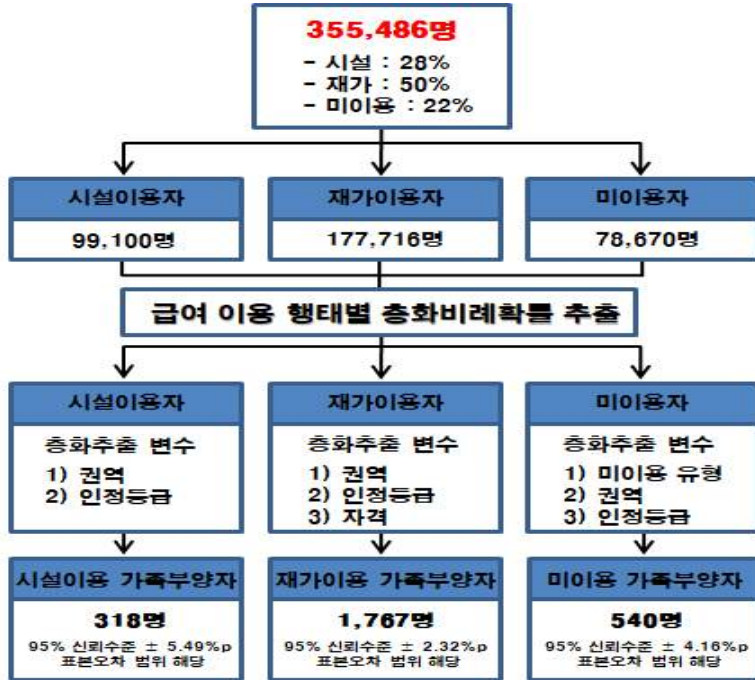 355,486명
- 시설 : 28%
- 재가 : 50%
- 미이용 : 22%
시설이용자
99,100명
재가이용자
177,716명
미이용자
78,670명
급여 이용 행태별 층화비례확률 추출
시설이용자
층화추출 변수
1) 권역
2) 인정등급
재가이용자
층화추출 변수
1) 권역
2) 인정등급
3) 자격
미이용자
층화추출 변수
1) 미이용 유형
2) 권역
3) 인정등급
시설이용 가족부양자
318명
95% 신뢰수준 ± 5.49%p
표본오차 범위 해당
재가이용 가족부양자
1,767명
95% 신뢰수준 ± 2.32%p
표본오차 범위 해당
미이용 가족부양자
540명
95% 신뢰수준 ± 4.16%p
표본오차 범위 해당